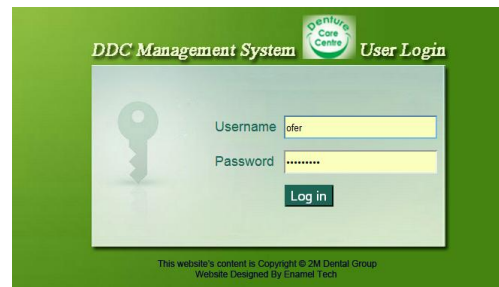 DDC Management System Denture Care Centre User Login
Username ofer
Password •••••••••
Log in
This website's content is Copyright © 2M Dental Group
Website Designed By Enamel Tech